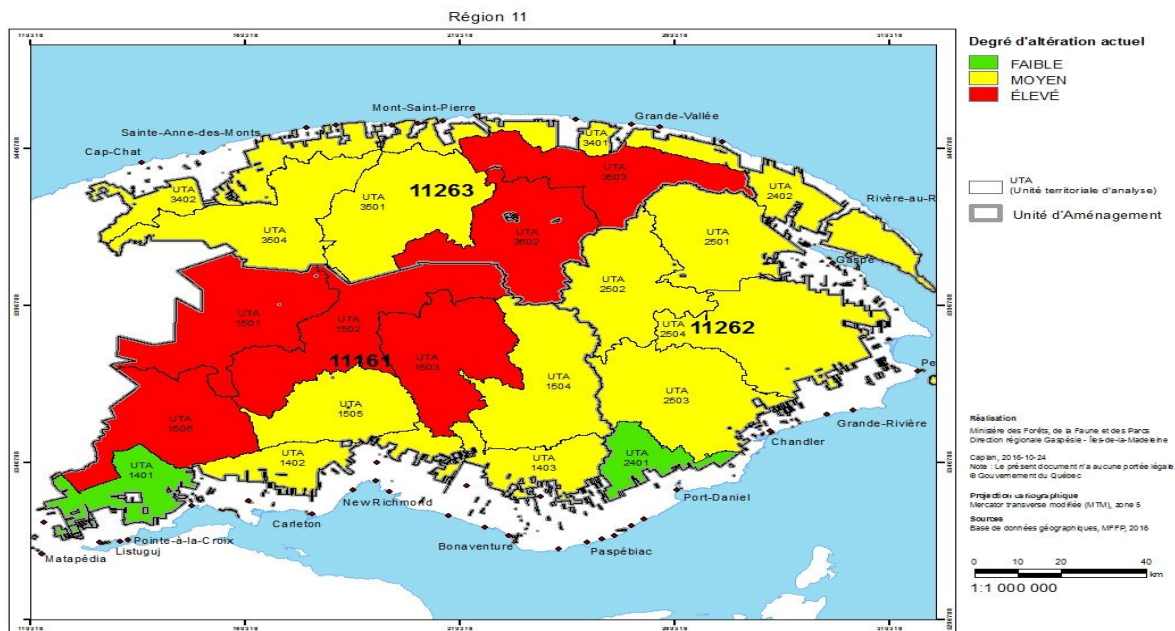 Région 11
Degré d'altération actuel
FAIBLE
MOYEN
ÉLEVÉ
UTA
(Unité territoriale d'analyse)
Unité d'Aménagement
Mont-Saint-Pierre
Grande-Vallée
Sainte-Anne-des-Monts
Cap-Chat
UTA
3401
UTA
3503
UTA
3402
UTA
3501
11263
UTA
2402
Rivière-au-R
UTA
3504
UTA
3502
UTA
2501
Gaspé
UTA
2502
UTA
1501
UTA
1502
UTA
2504
11262
11161
UTA
1503
UTA
1504
Pe
UTA
2503
UTA
1505
UTA
1506
Grande-Rivière
Chandler
UTA
1401
UTA
1402
UTA
1403
UTA
2401
New Richmond
Port-Daniel
Carleton
Pointe-à-la-Croix
Listuguj
Matapédia
Bonaventure
Paspébiac
Réalisation
Ministère des Forêts, de la Faune et des Parcs
Direction régionale Gaspésie - Îles-de-la-Madeleine
Caplan, 2016-10-24
Note : Le présent document n'a aucune portée légale
© Gouvernement du Québec
Projection cartographique
Mercator transverse modifiée (MTM), zone 5
Sources
Base de données géographiques, MFFP, 2016
0 10 20 40
km
1:1 000 000